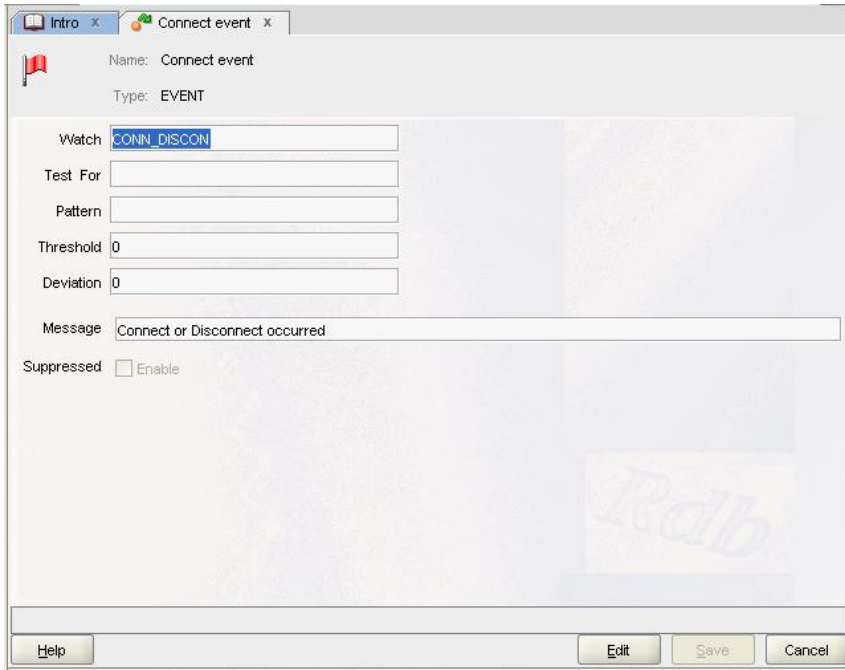 Intro x Connect event x
Name: Connect event
Type: EVENT
Watch CONN_DISCON
Test For
Pattern
Threshold 0
Deviation 0
Message Connect or Disconnect occurred
Suppressed Enable
Rdb
Help Edit Save Cancel